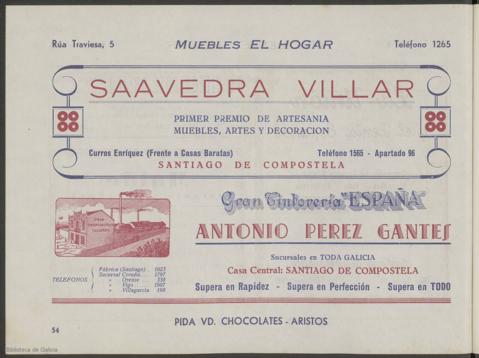 Rúa Traviesa, 5 MUEBLES EL HOGAR Teléfono 1265
SAAVEDRA VILLAR
PRIMER PREMIO DE ARTESANIA
MUEBLES, ARTES Y DECORACION
Curros Enríquez (Frente a Casas Baratas) Teléfono 1565 - Apartado 96
SANTIAGO DE COMPOSTELA
Gran Tintorería "ESPAÑA"
ANTONIO PEREZ GANTES
Sucursales en TODA GALICIA
Casa Central: SANTIAGO DE COMPOSTELA
Supera en Rapidez - Supera en Perfección - Supera en TODO
TELEFONOS
Fábrica (Santiago) 1023
Sucursal Coruña 1797
» Orense
» Vigo 1907
» Villagarcía
PIDA VD. CHOCOLATES - ARISTOS
54
Biblioteca de Galicia